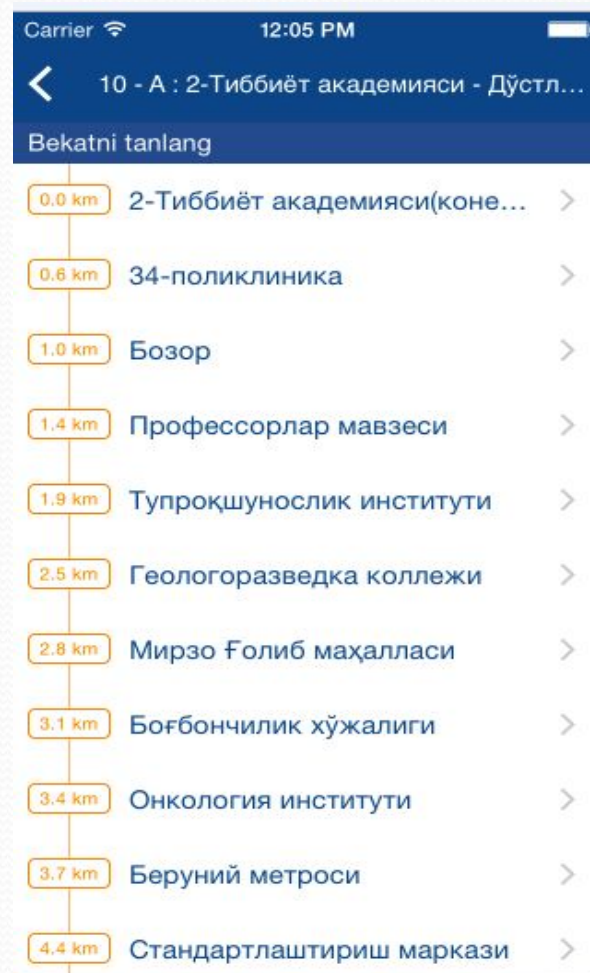 Carrier 12:05 PM
10 - A : 2-Тиббиёт академияси - Дўстл...
Bekatni tanlang
0.0 km 2-Тиббиёт академияси(коне...
0.6 km 34-поликлиника
1.0 km Бозор
1.4 km Профессорлар мавзеси
1.9 km Тупроқшунослик институти
2.5 km Геологоразведка коллежи
2.8 km Мирзо Ғолиб маҳалласи
3.1 km Боғбончилик хўжалиги
3.4 km Онкология институти
3.7 km Беруний метроси
4.4 km Стандартлаштириш маркази